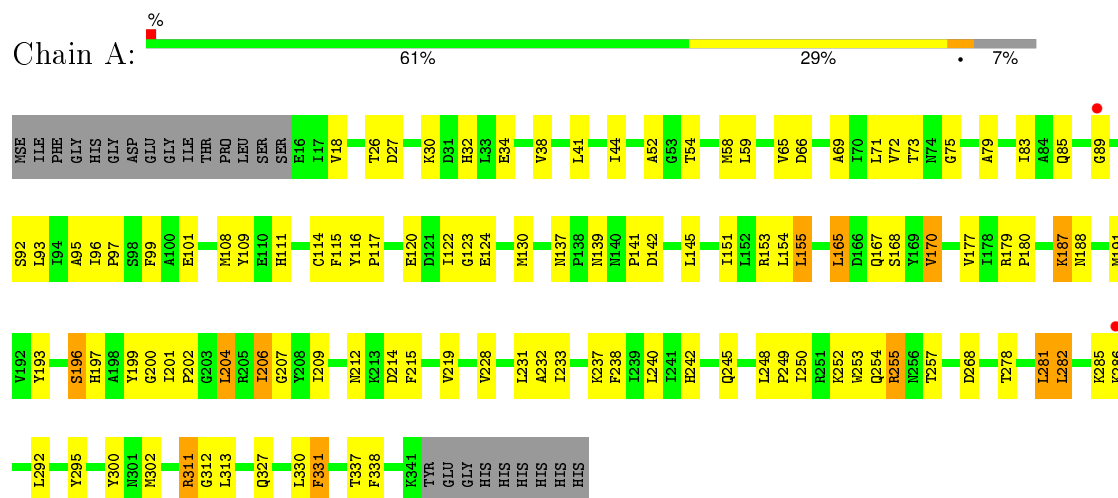 %
Chain A:
61% 29% • 7%
MSE ILE PHE GLY HIS GLY ASP GLU GLY ILE THR PRO LEU SER SER E16 I17 V18 T26 D27 K30 D31 H32 L33 E34 V38 L41 I44 A52 G53 T54 M58 L59 V65 D66 A69 I70 L71 V72 T73 N74 G75 A79 I83 A84 Q85 G89
S92 L93 I94 A95 I96 P97 S98 F99 A100 E101 M108 Y109 E110 H111 C114 F115 Y116 P117 E120 D121 I122 G123 E124 M130 N137 P138 N139 N140 P141 D142 L145 I151 L152 R153 L154 L155 L165 D166 Q167 S168 Y169 V170 V177 I178 R179 P180 K187 N188 M191
V192 Y193 S196 H197 A198 Y199 G200 I201 P202 G203 L204 R205 I206 G207 Y208 I209 N212 K213 D214 F215 V219 V228 L231 A232 I233 K237 F238 I239 L240 I241 H242 Q245 L248 P249 I250 R251 K252 W253 Q254 R255 N256 T257 D268 T278 L281 L282 K285 K286
L292 Y295 Y300 N301 M302 R311 G312 L313 Q327 L330 F331 T337 F338 K341 TYR GLU GLY HIS HIS HIS HIS HIS HIS